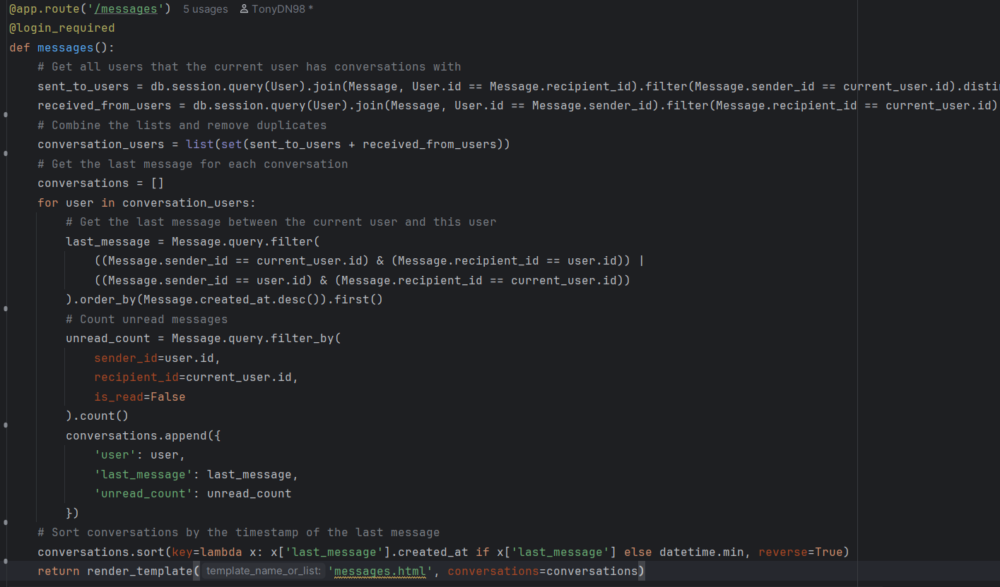 @app.route('/messages') 5 usages TonyDN98 *
@login_required
def messages():
    # Get all users that the current user has conversations with
    sent_to_users = db.session.query(User).join(Message, User.id == Message.recipient_id).filter(Message.sender_id == current_user.id).distin
    received_from_users = db.session.query(User).join(Message, User.id == Message.sender_id).filter(Message.recipient_id == current_user.id)
    # Combine the lists and remove duplicates
    conversation_users = list(set(sent_to_users + received_from_users))
    # Get the last message for each conversation
    conversations = []
    for user in conversation_users:
        # Get the last message between the current user and this user
        last_message = Message.query.filter(
            ((Message.sender_id == current_user.id) & (Message.recipient_id == user.id)) |
            ((Message.sender_id == user.id) & (Message.recipient_id == current_user.id))
        ).order_by(Message.created_at.desc()).first()
        # Count unread messages
        unread_count = Message.query.filter_by(
            sender_id=user.id,
            recipient_id=current_user.id,
            is_read=False
        ).count()
        conversations.append({
            'user': user,
            'last_message': last_message,
            'unread_count': unread_count
        })
    # Sort conversations by the timestamp of the last message
    conversations.sort(key=lambda x: x['last_message'].created_at if x['last_message'] else datetime.min, reverse=True)
    return render_template( template_name_or_list: 'messages.html', conversations=conversations)